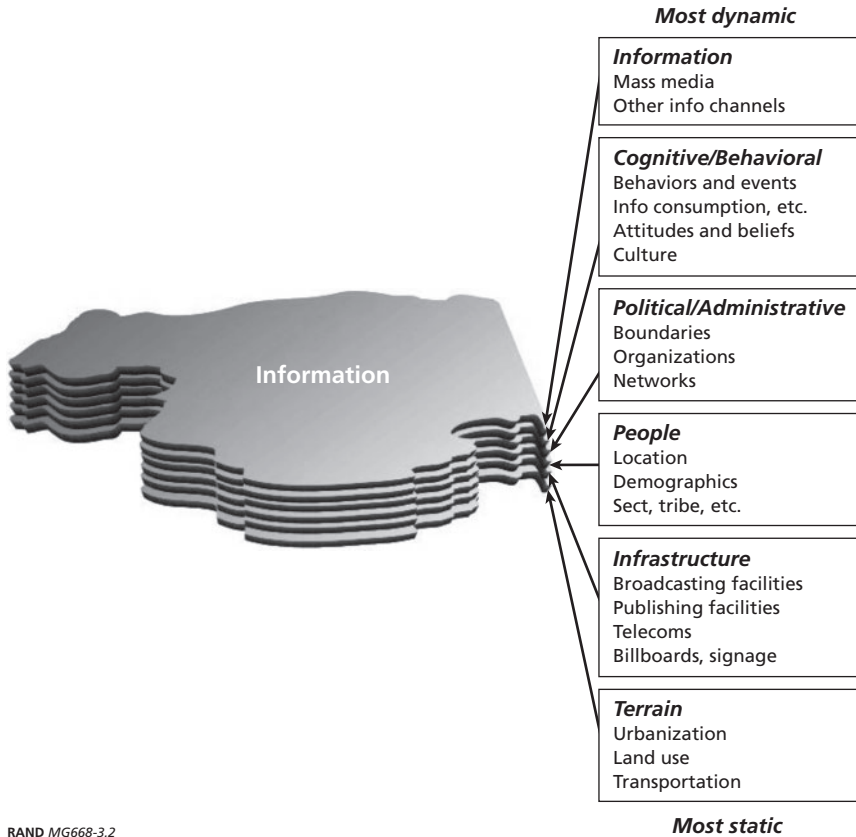 Most dynamic
Information
Mass media
Other info channels
Cognitive/Behavioral
Behaviors and events
Info consumption, etc.
Attitudes and beliefs
Culture
Political/Administrative
Boundaries
Organizations
Networks
Information
People
Location
Demographics
Sect, tribe, etc.
Infrastructure
Broadcasting facilities
Publishing facilities
Telecoms
Billboards, signage
Terrain
Urbanization
Land use
Transportation
Most static
RAND MG668-3.2